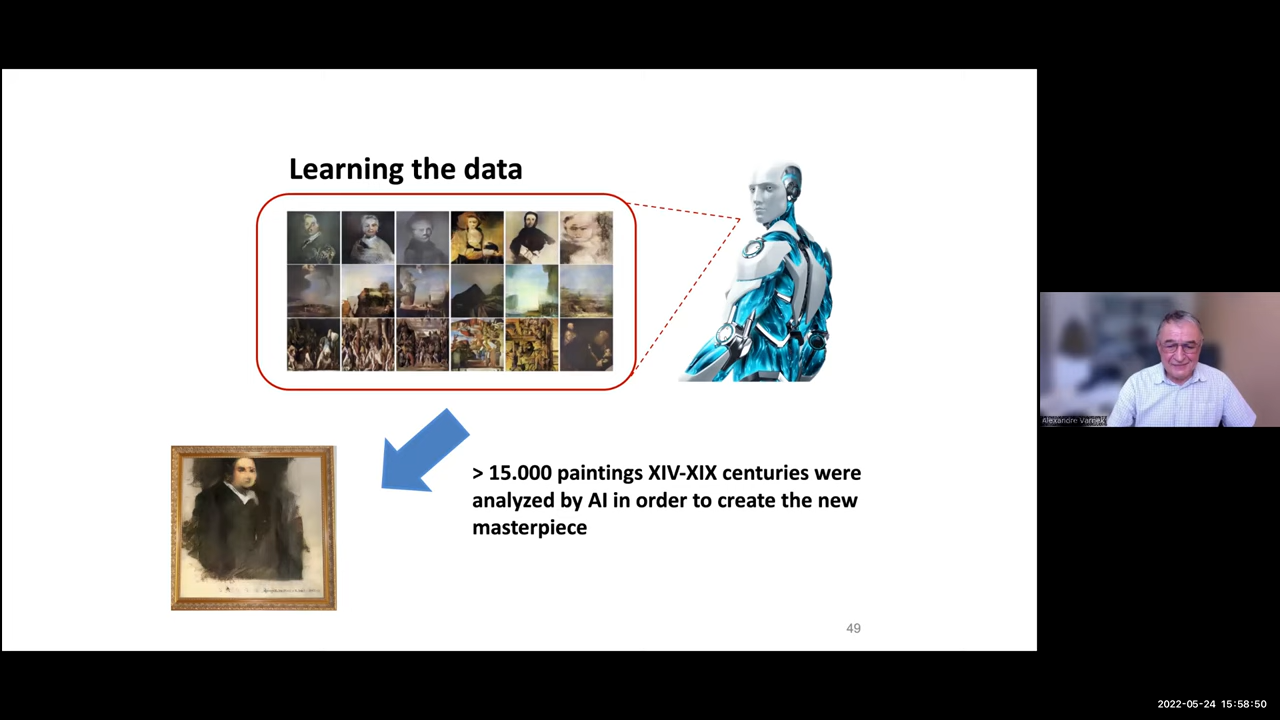 Learning the data
> 15.000 paintings XIV-XIX centuries were
analyzed by AI in order to create the new
masterpiece
49
Alexandre Varnek
2022-05-24 15:58:50